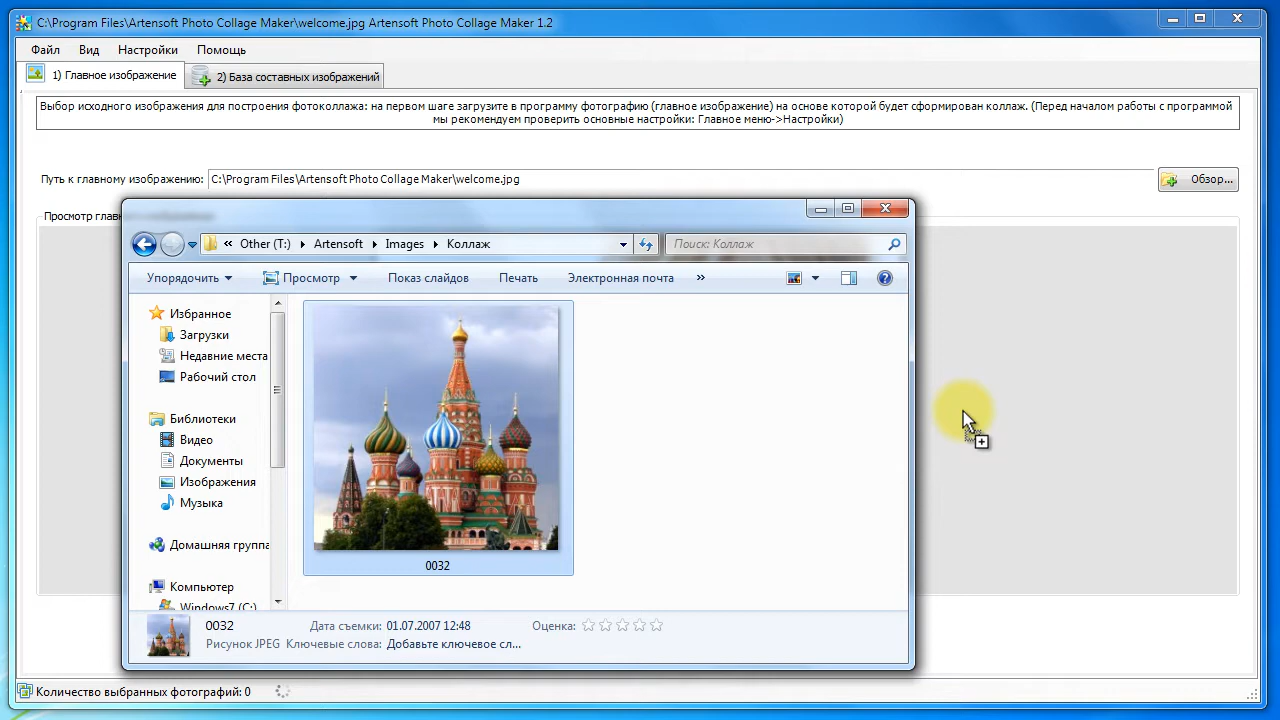 C:\Program Files\Artensoft Photo Collage Maker\welcome.jpg Artensoft Photo Collage Maker 1.2
Файл Вид Настройки Помощь
1) Главное изображение 2) База составных изображений
Выбор исходного изображения для построения фотоколлажа: на первом шаге загрузите в программу фотографию (главное изображение) на основе которой будет сформирован коллаж. (Перед началом работы с программой
мы рекомендуем проверить основные настройки: Главное меню->Настройки)
Путь к главному изображению: C:\Program Files\Artensoft Photo Collage Maker\welcome.jpg Обзор...
Просмотр
« Other (T:) Artensoft Images Коллаж Поиск: Коллаж
Упорядочить Просмотр Показ слайдов Печать Электронная почта »
Избранное
Загрузки
Недавние места
Рабочий стол
Библиотеки
Видео
Документы
Изображения
Музыка
Домашняя группа
Компьютер
Windows7 (C:)
0032
0032 Дата съемки: 01.07.2007 12:48 Оценка:
Рисунок JPEG Ключевые слова: Добавьте ключевое сл...
Количество выбранных фотографий: 0